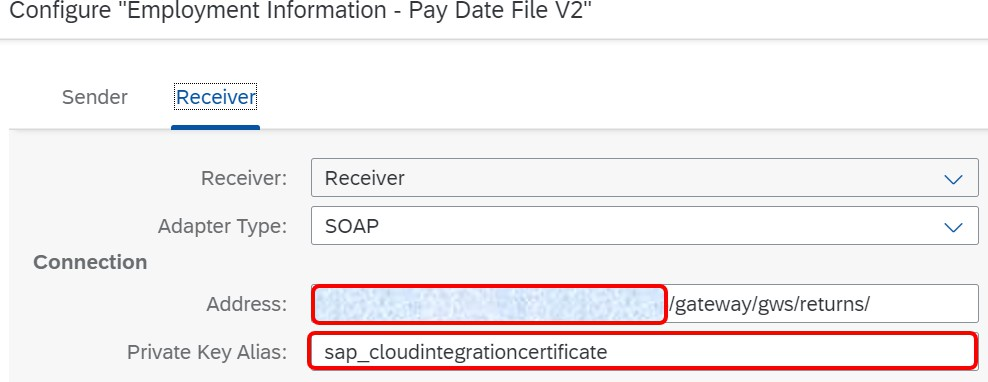 Configure "Employment Information - Pay Date File V2"
Sender Receiver
Receiver: Receiver
Adapter Type: SOAP
Connection
Address: /gateway/gws/returns/
Private Key Alias: sap_cloudintegrationcertificate